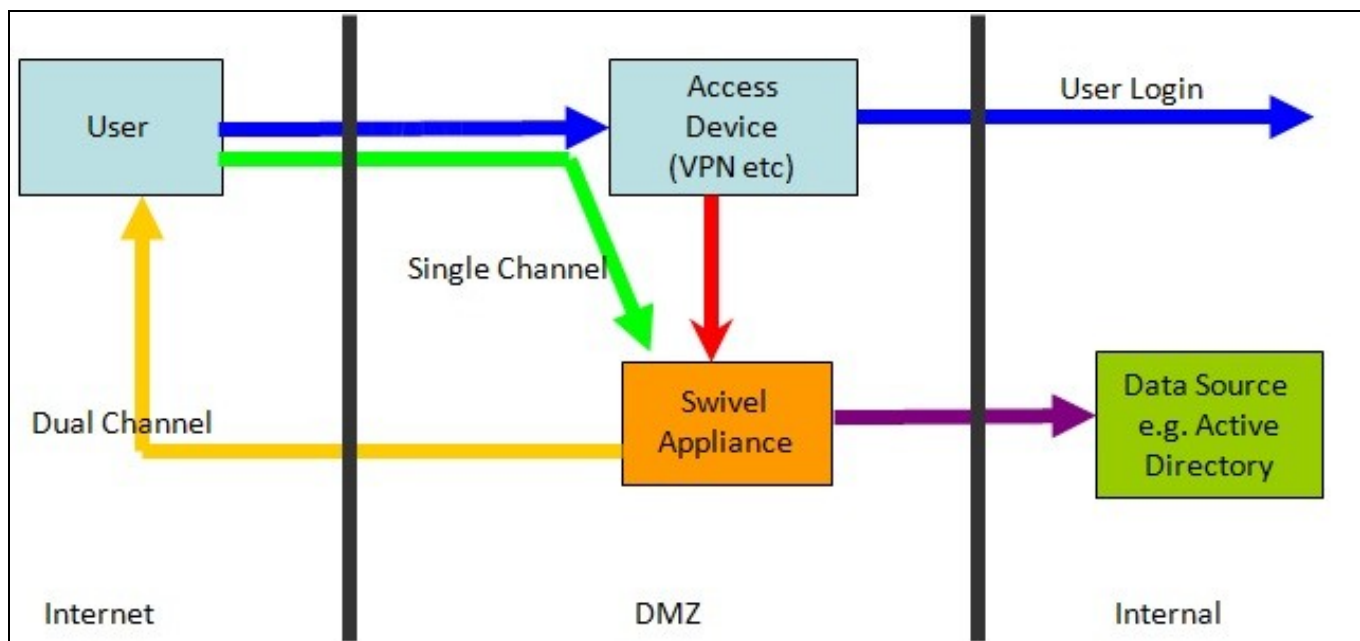 User
Access
Device
(VPN etc)
User Login
Single Channel
Dual Channel
Swivel
Appliance
Data Source
e.g. Active
Directory
Internet
DMZ
Internal